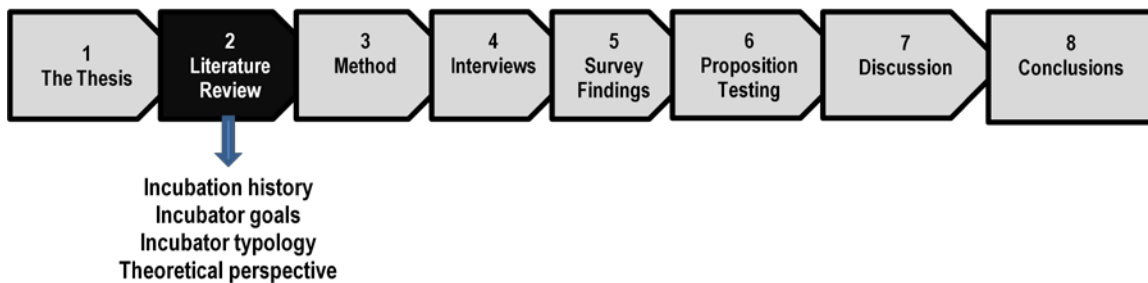 1
The Thesis
2
Literature
Review
3
Method
4
Interviews
5
Survey
Findings
6
Proposition
Testing
7
Discussion
8
Conclusions
Incubation history
Incubator goals
Incubator typology
Theoretical perspective